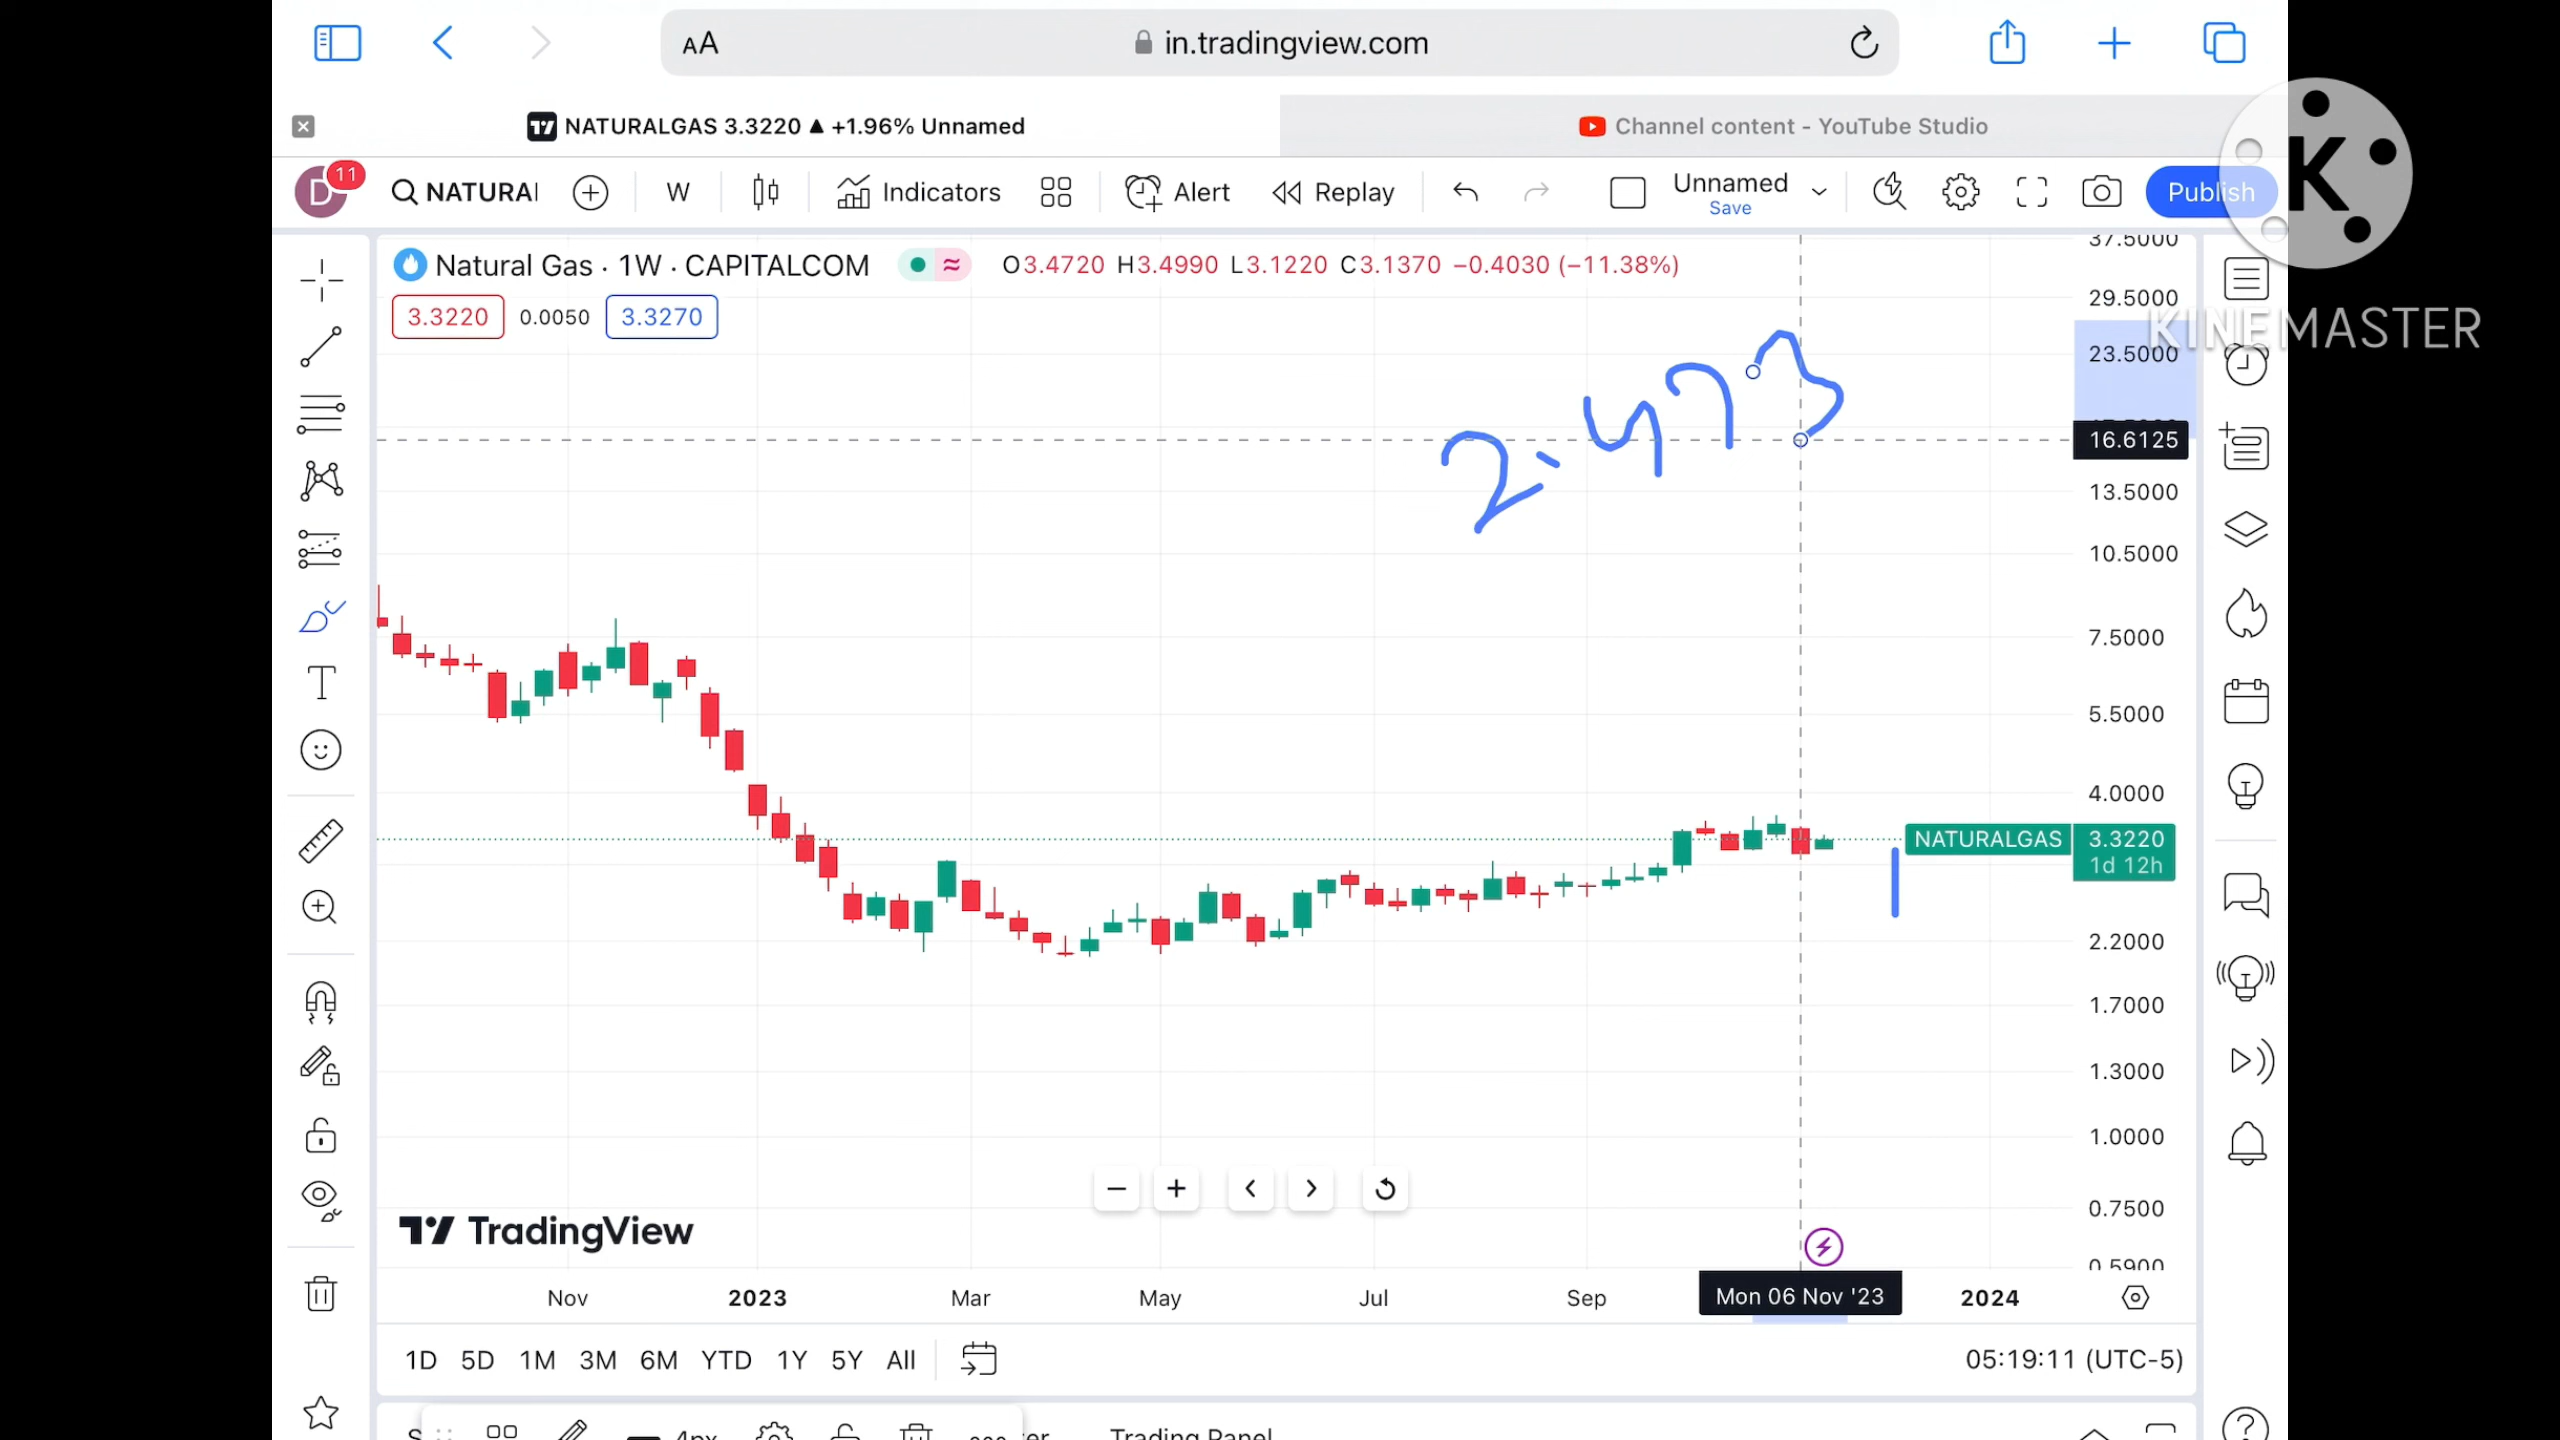 AA in.tradingview.com
NATURALGAS 3.3220 ▲ +1.96% Unnamed
Channel content - YouTube Studio
D 11 NATURA W Indicators Alert Replay Unnamed Save Publish
K
KINEMASTER
Natural Gas · 1W · CAPITALCOM O3.4720 H3.4990 L3.1220 C3.1370 −0.4030 (−11.38%)
3.3220 0.0050 3.3270
37.5000
29.5000
23.5000
2.473
16.6125
13.5000
10.5000
7.5000
5.5000
4.0000
NATURALGAS 3.3220
1d 12h
2.2000
1.7000
1.3000
1.0000
0.7500
0.5900
TradingView
Nov 2023 Mar May Jul Sep Mon 06 Nov '23 2024
1D 5D 1M 3M 6M YTD 1Y 5Y All 05:19:11 (UTC-5)
4px Trading Panel